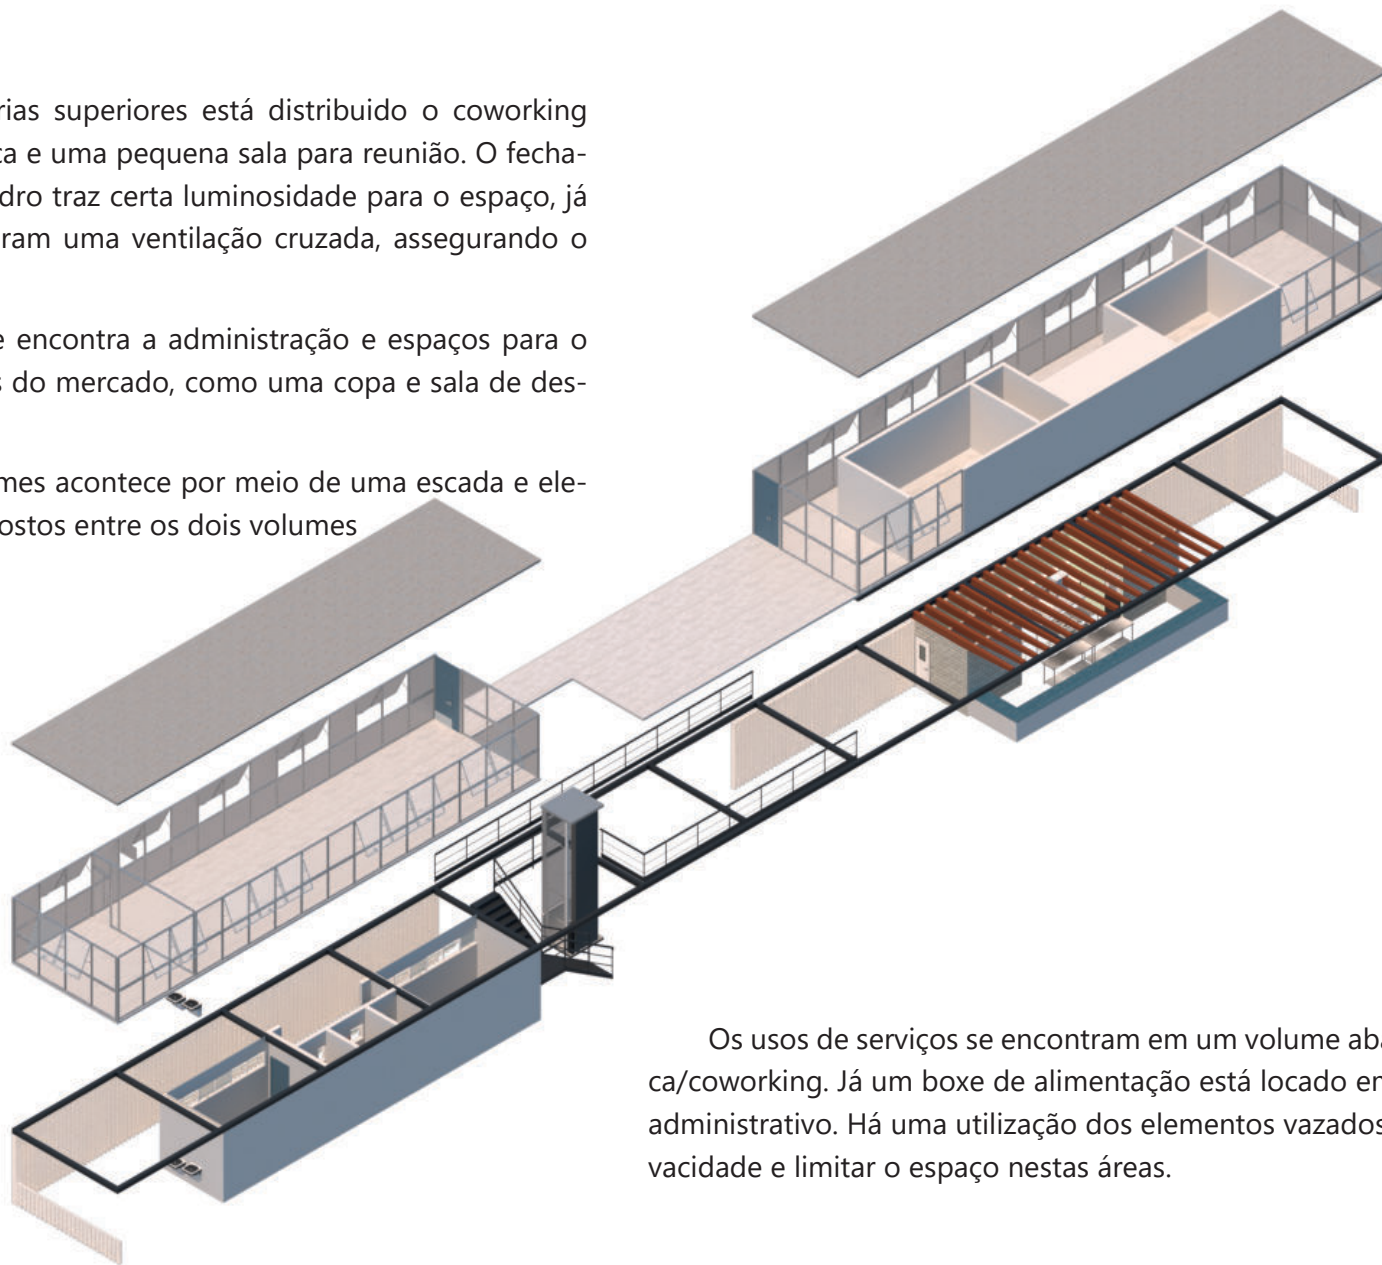 rias superiores está distribuido o coworking
ca e uma pequena sala para reunião. O fecha-
dro traz certa luminosidade para o espaço, já
ram uma ventilação cruzada, assegurando o
e encontra a administração e espaços para o
s do mercado, como uma copa e sala de des-
mes acontece por meio de uma escada e ele-
ostos entre os dois volumes
Os usos de serviços se encontram em um volume aba
ca/coworking. Já um boxe de alimentação está locado en
administrativo. Há uma utilização dos elementos vazados
vacidade e limitar o espaço nestas áreas.